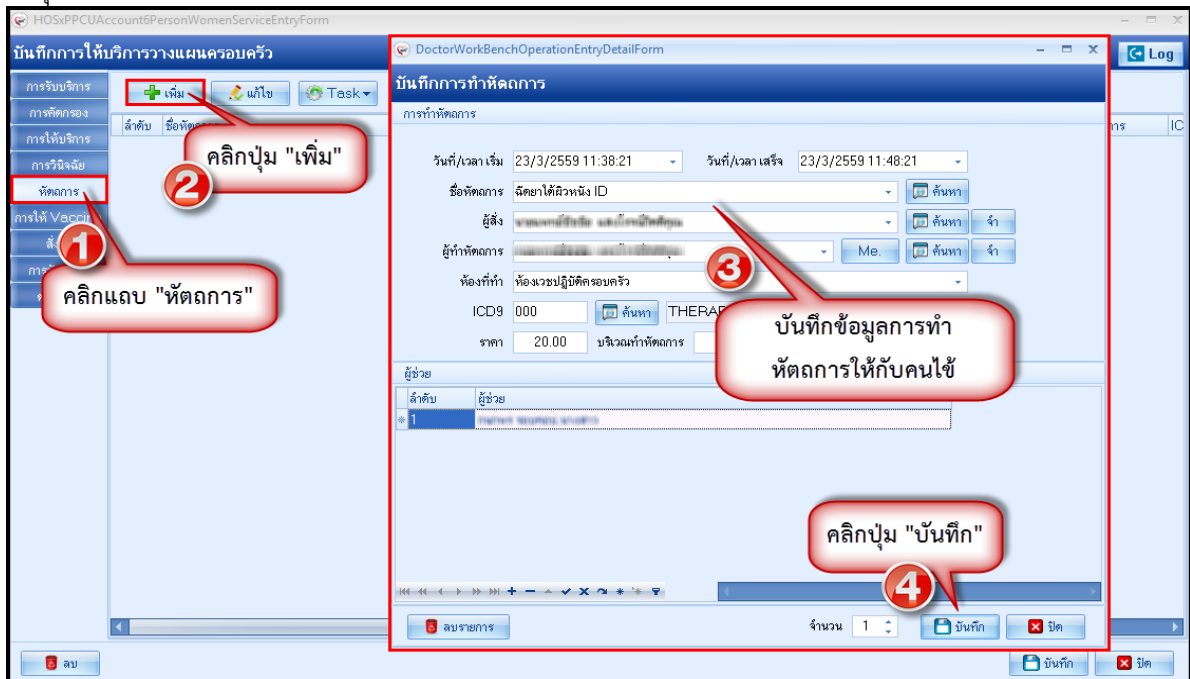 HOSxPPCUAccount6PersonWomenServiceEntryForm
บันทึกการให้บริการวางแผนครอบครัว
Log
การรับบริการ
การคัดกรอง
การให้บริการ
การวินิจฉัย
หัตถการ
การให้ Vaccin
เพิ่ม
แก้ไข
Task
ลำดับ
คลิกปุ่ม "เพิ่ม"
2
1
คลิกแถบ "หัตถการ"
DoctorWorkBenchOperationEntryDetailForm
บันทึกการทำหัตถการ
การทำหัตถการ
วันที่/เวลา เริ่ม 23/3/2559 11:38:21 วันที่/เวลา เสร็จ 23/3/2559 11:48:21
ชื่อหัตถการ ฉีดยาใต้ผิวหนัง ID ค้นหา
ผู้สั่ง ค้นหา จำ
ผู้ทำหัตถการ Me. ค้นหา จำ
ห้องที่ทำ ห้องเวชปฏิบัติครอบครัว
ICD9 000 ค้นหา
ราคา 20.00 บริเวณทำหัตถการ
3
บันทึกข้อมูลการทำ
หัตถการให้กับคนไข้
ผู้ช่วย
ลำดับ ผู้ช่วย
1
คลิกปุ่ม "บันทึก"
4
ลบรายการ จำนวน 1 บันทึก ปิด
IC
ลบ บันทึก ปิด